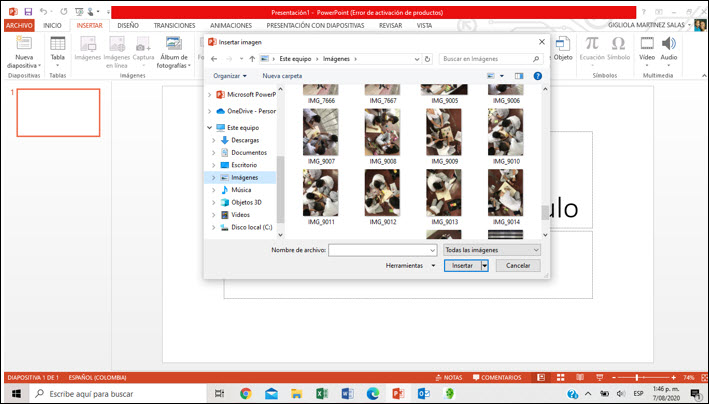 Presentación1 - PowerPoint (Error de activación de productos)
ARCHIVO INICIO INSERTAR DISEÑO TRANSICIONES ANIMACIONES PRESENTACIÓN CON DIAPOSITIVAS REVISAR VISTA GIGLIOLA MARTINEZ SALAS
Nueva diapositiva
Diapositivas
Tabla
Tablas
Imágenes
Imágenes en línea
Captura
Álbum de fotografías
Imágenes
Objeto
Ecuación
Símbolo
Símbolos
Vídeo
Audio
Multimedia
1
Insertar imagen
Este equipo > Imágenes >
Buscar en Imágenes
Organizar
Nueva carpeta
Microsoft PowerP
OneDrive - Person
Este equipo
Descargas
Documentos
Escritorio
Imágenes
Música
Objetos 3D
Videos
Disco local (C:)
IMG_7666 IMG_7667 IMG_9005 IMG_9006
IMG_9007 IMG_9008 IMG_9009 IMG_9010
IMG_9011 IMG_9012 IMG_9013 IMG_9014
Nombre de archivo:
Todas las imágenes
Herramientas
Insertar
Cancelar
ulo
DIAPOSITIVA 1 DE 1 ESPAÑOL (COLOMBIA) NOTAS COMENTARIOS 74%
Escribe aquí para buscar
ESP
1:46 p. m.
7/08/2020